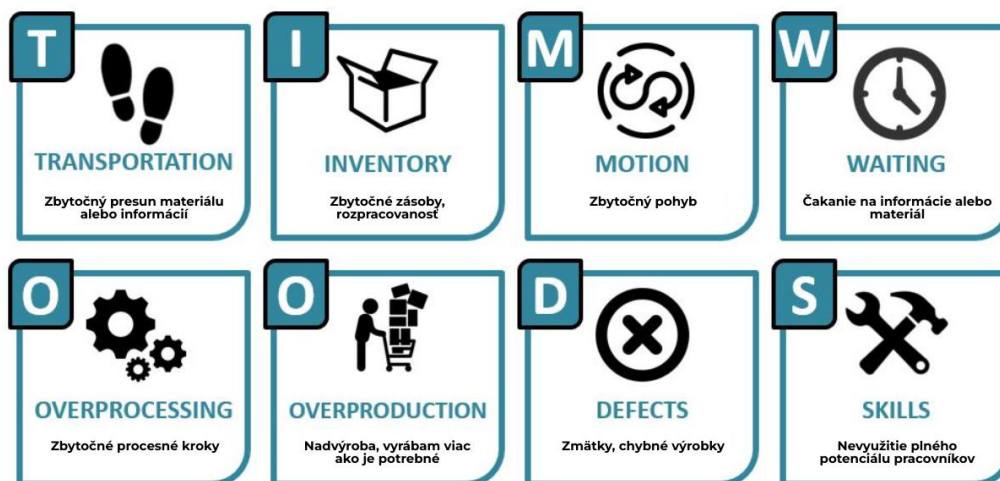 T
TRANSPORTATION
Zbytočný presun materiálu
alebo informácií
I
INVENTORY
Zbytočné zásoby,
rozpracovanosť
M
MOTION
Zbytočný pohyb
W
WAITING
Čakanie na informácie alebo
materiál
O
OVERPROCESSING
Zbytočné procesné kroky
O
OVERPRODUCTION
Nadvýroba, vyrábam viac
ako je potrebné
D
DEFECTS
Zmätky, chybné výrobky
S
SKILLS
Nevyužitie plného
potenciálu pracovníkov